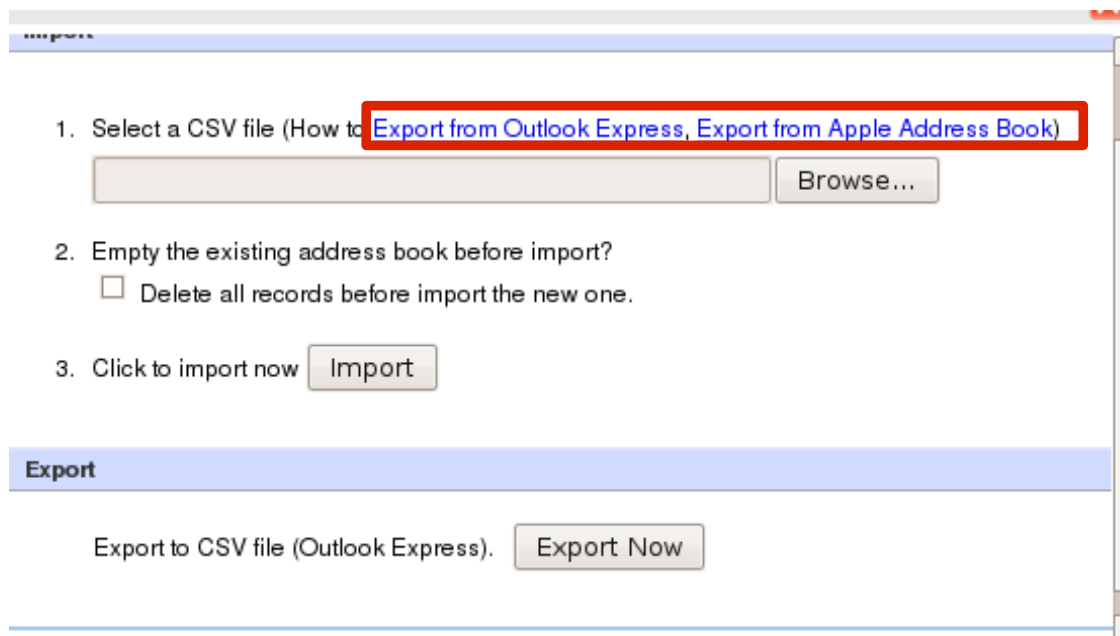 Import
1. Select a CSV file (How to Export from Outlook Express, Export from Apple Address Book)
Browse...
2. Empty the existing address book before import?
Delete all records before import the new one.
3. Click to import now Import
Export
Export to CSV file (Outlook Express). Export Now